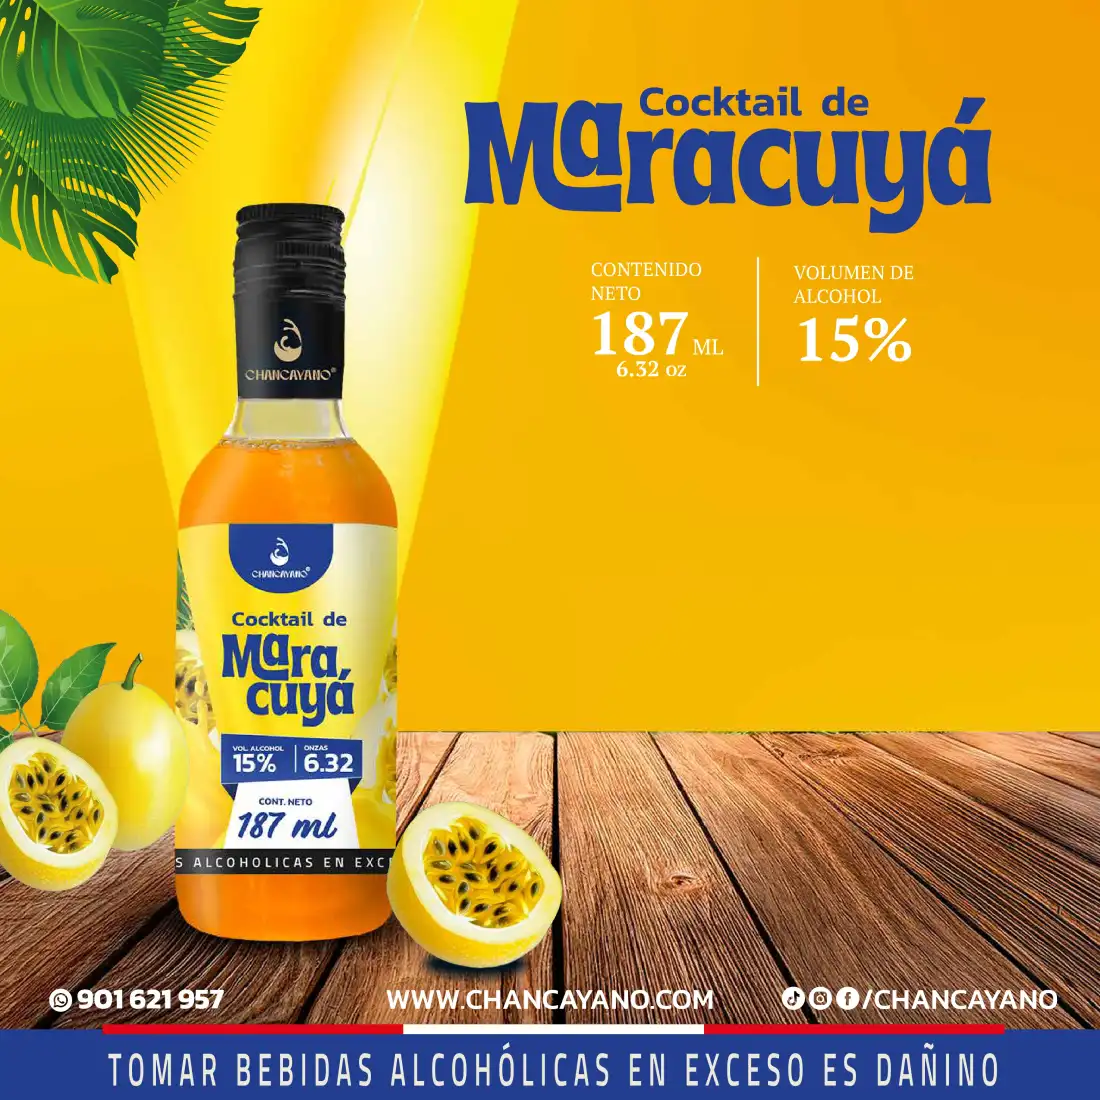 Cocktail de
Maracuyá
CONTENIDO
NETO
187 ML
6.32 oz
VOLUMEN DE
ALCOHOL
15%
CHANCAYANO®
CHANCAYANO®
Cocktail de
Mara
cuyá
VOL. ALCOHOL
15%
ONZAS
6.32
CONT. NETO
187 ml
S ALCOHOLICAS EN EXCE
901 621 957
WWW.CHANCAYANO.COM
/CHANCAYANO
TOMAR BEBIDAS ALCOHÓLICAS EN EXCESO ES DAÑINO